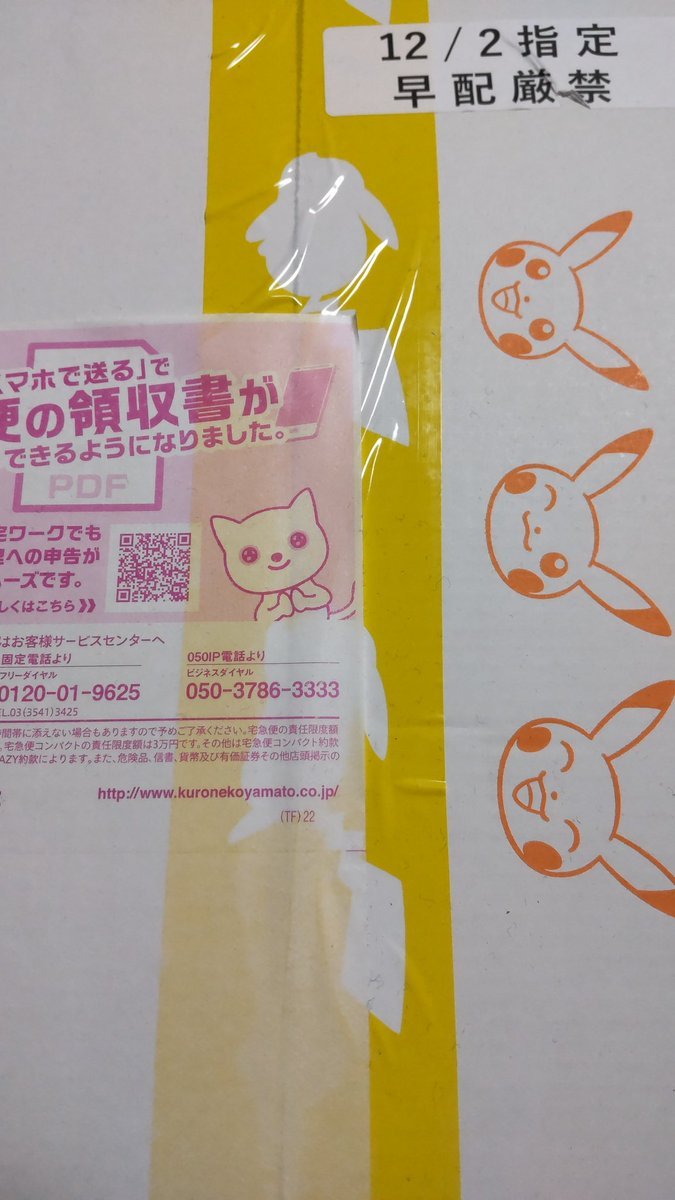 12/2指定
早配厳禁
スマホで送る」で
便の領収書が
できるようになりました。
PDF
宅ワークでも
への申告が
ーズです。
しくはこちら》
はお客様サービスセンターへ
固定電話より
フリーダイヤル
0120-01-9625
EL.03(3541)3425
050IP電話より
ビジネスダイヤル
050-3786-3333
時間帯に添えない場合もありますので予めご了承ください。宅急便の責任限度額
、宅急便コンパクトの責任限度額は3万円です。その他は宅急便コンパクト約款
AZY約款によります。また、危険品、信書、貨幣及び有価証券その他店頭掲示の
http://www.kuronekoyamato.co.jp/
(TF)22